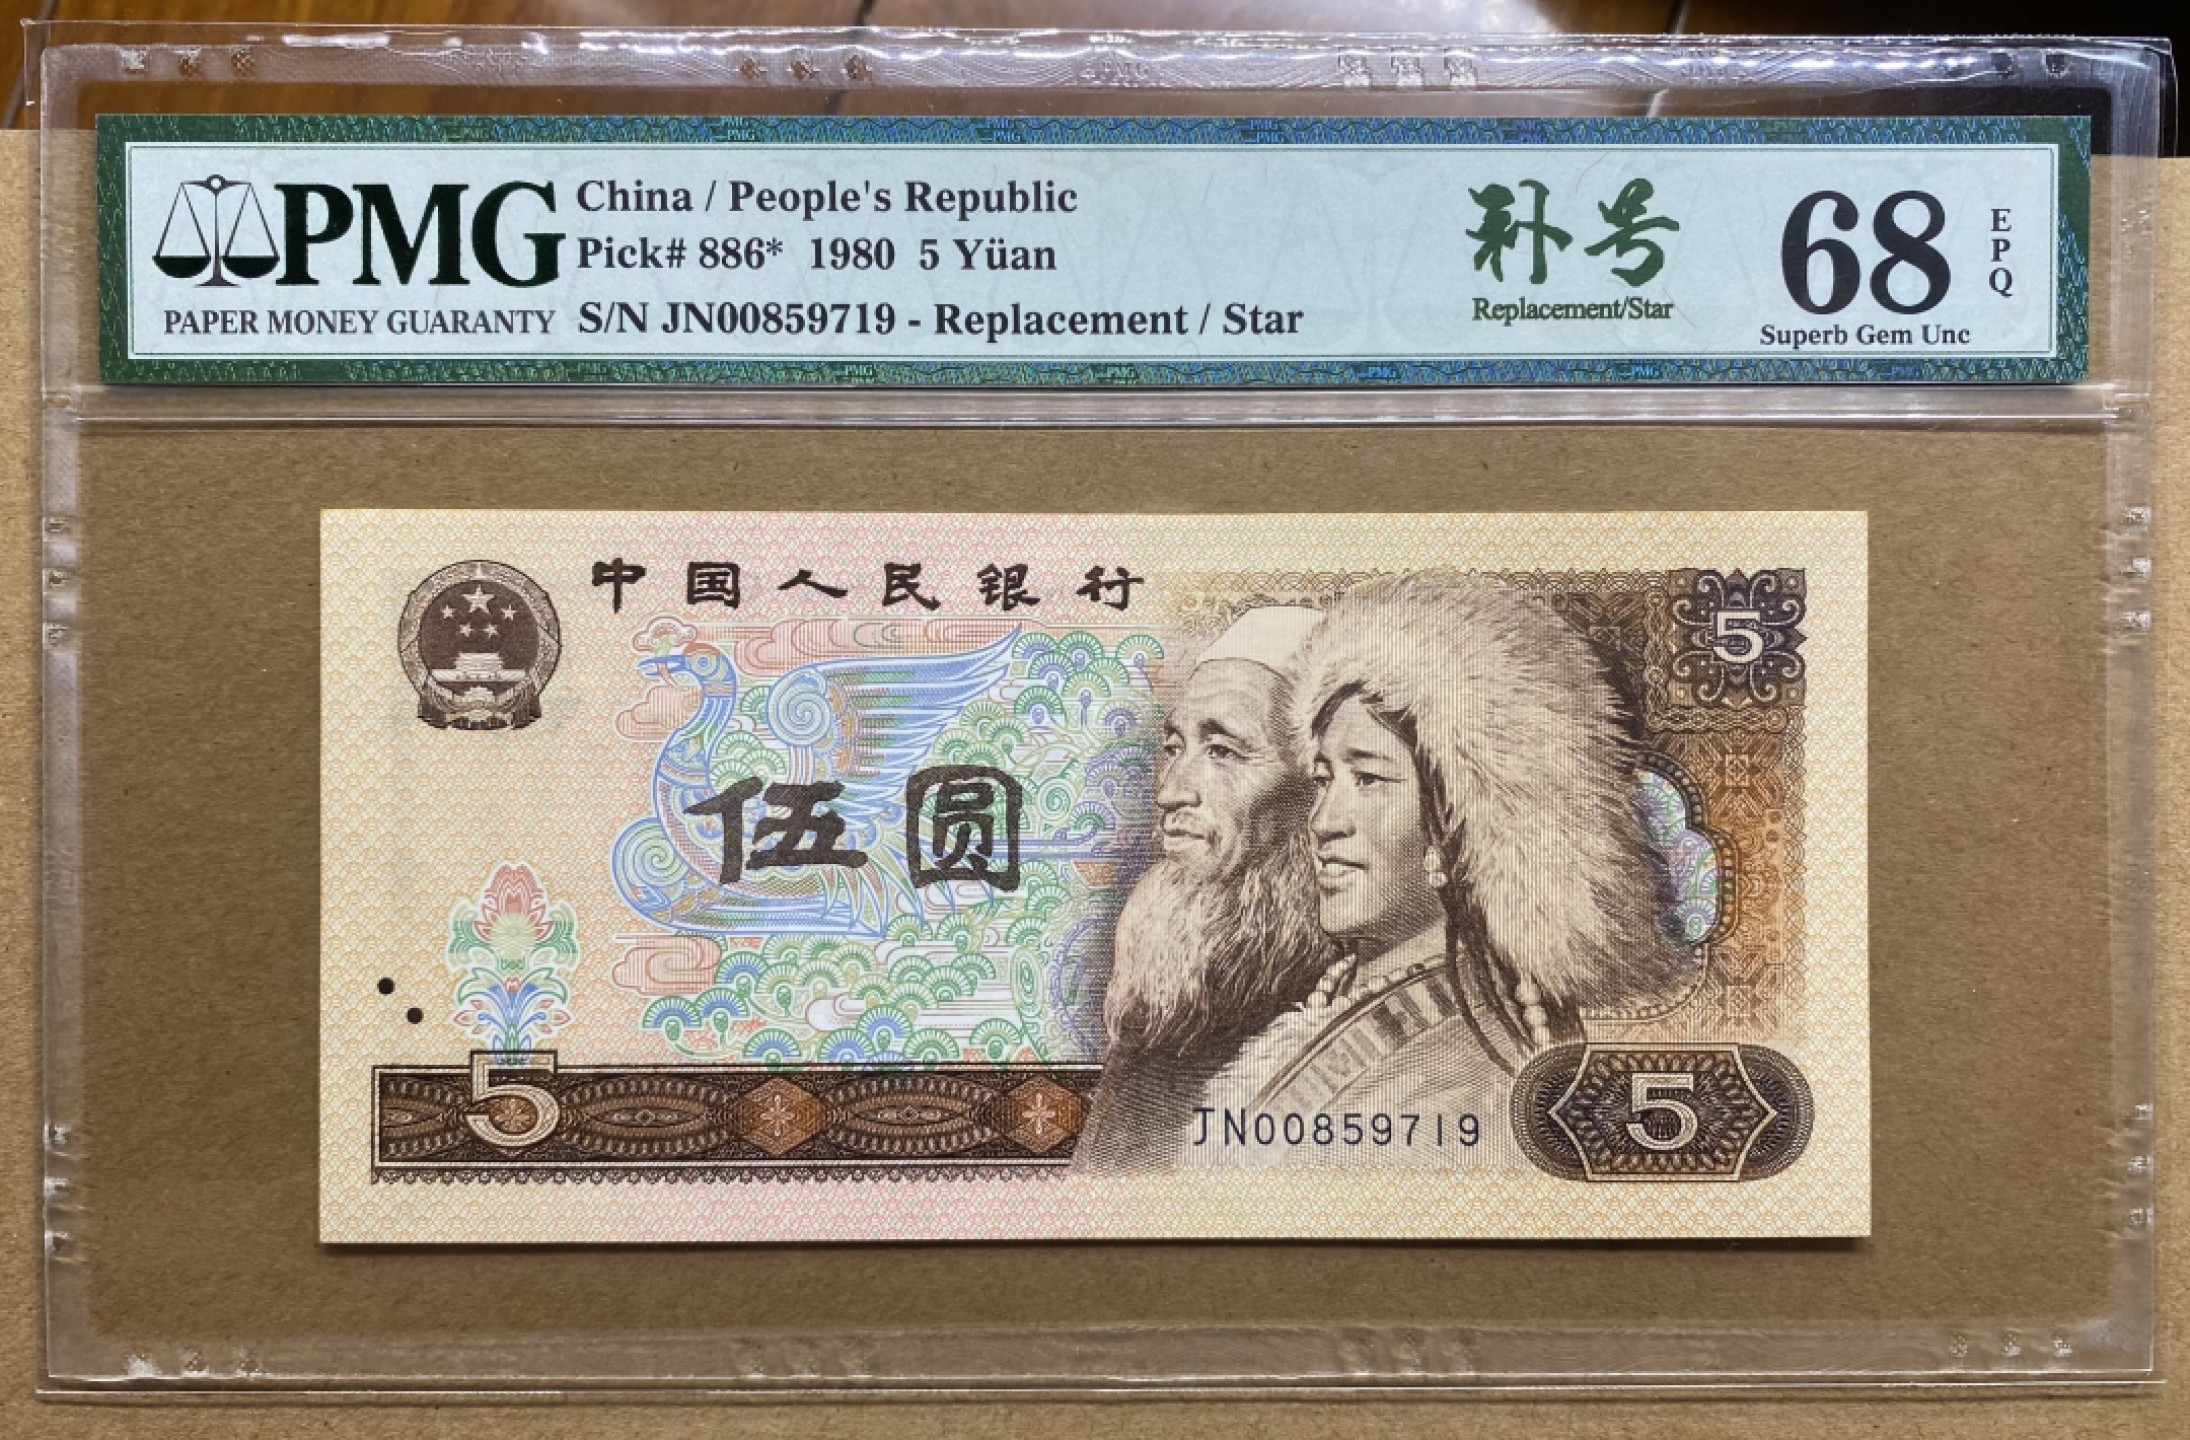 PMG
PAPER MONEY GUARANTY
China / People's Republic
Pick# 886* 1980 5 Yüan
S/N JN00859719 - Replacement / Star
补号
Replacement/Star
68
EPQ
Superb Gem Unc
中国人民银行
5
伍圆
5
JN00859719
5